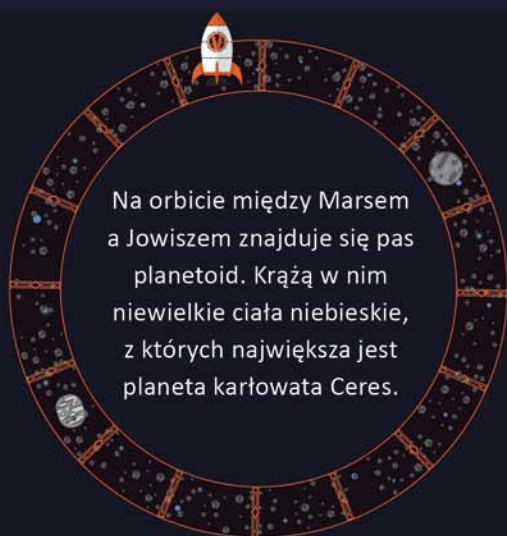 Na orbicie między Marsem
a Jowiszem znajduje się pas
planetoid. Krążą w nim
niewielkie ciała niebieskie,
z których największa jest
planeta karłowata Ceres.